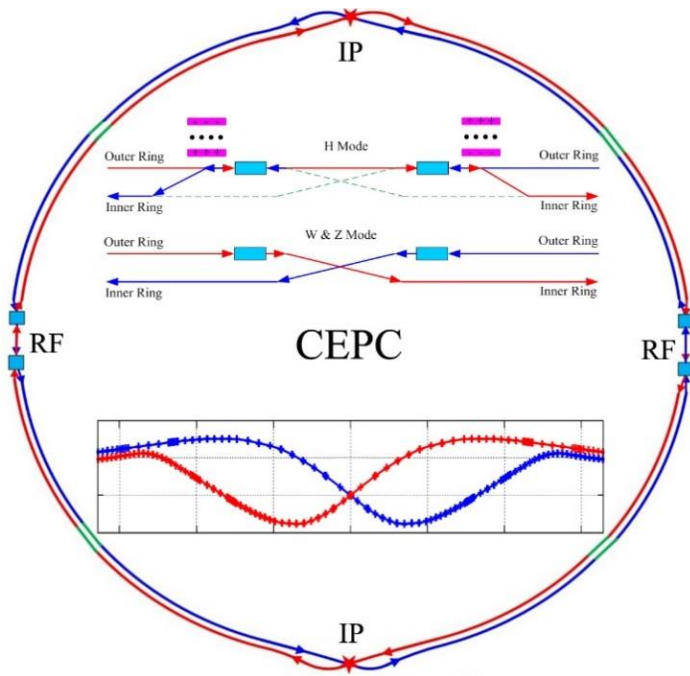 IP
H Mode
Outer Ring
Outer Ring
Inner Ring
Inner Ring
W & Z Mode
Outer Ring
Outer Ring
Inner Ring
Inner Ring
RF
CEPC
RF
IP